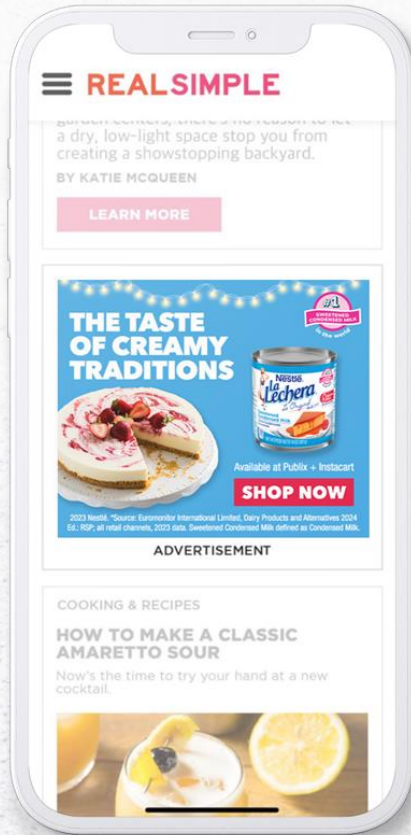 REALSIMPLE
garden centers, there's no reason to let
a dry, low-light space stop you from
creating a showstopping backyard.
BY KATIE MCQUEEN
LEARN MORE
THE TASTE
OF CREAMY
TRADITIONS
#1
SWEETENED
CONDENSED MILK
in the world
Nestlé
La
Lechera
Available at Publix + Instacart
SHOP NOW
2023 Nestlé. *Source: Euromonitor International Limited, Dairy Products and Alternatives 2024
Ed.: RSP; all retail channels, 2023 data. Sweetened Condensed Milk defined as Condensed Milk.
ADVERTISEMENT
COOKING & RECIPES
HOW TO MAKE A CLASSIC
AMARETTO SOUR
Now's the time to try your hand at a new
cocktail.